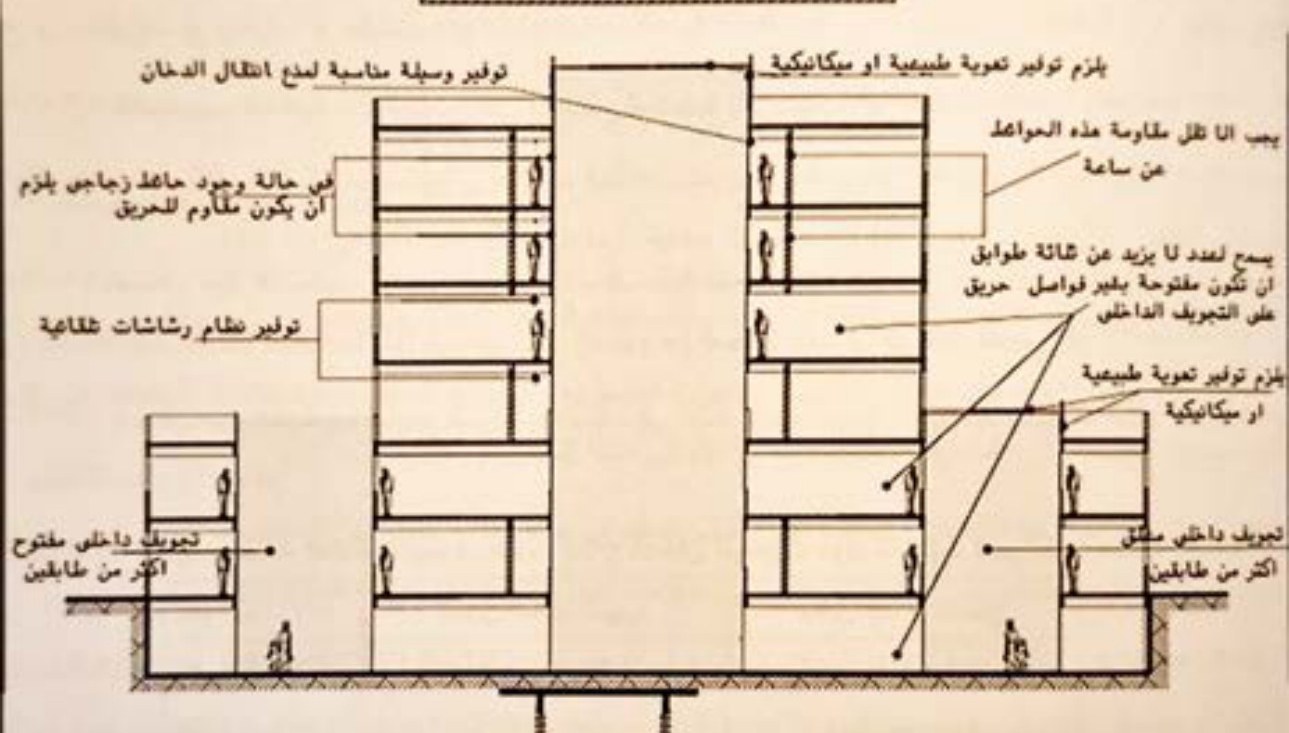 يلزم توفير تهوية طبيعية او ميكانيكية
توفير وسيلة مناسبة لمنع انتقال الدخان
يجب الا تقل مقاومة هذه الحوائط
عن ساعة
في حالة وجود حائط زجاجي يلزم
ان يكون مقاوم للحريق
يسمح لعدد لا يزيد عن ثلاثة طوابق
ان تكون مفتوحة بغير فواصل حريق
على التجويف الداخلي
توفير نظام رشاشات تلقائية
يلزم توفير تهوية طبيعية
او ميكانيكية
تجويف داخلي مغلق
اكثر من طابقين
تجويف داخلي مفتوح
اكثر من طابقين